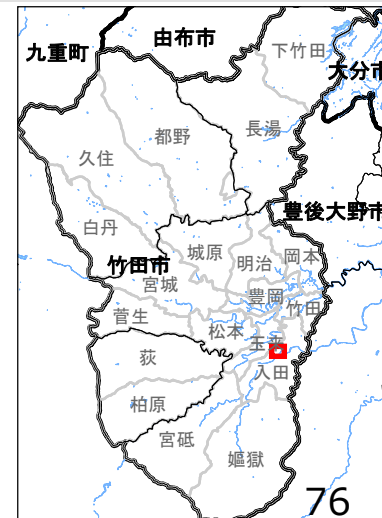 由布市
九重町
下竹田
大分市
都野
長湯
久住
白丹
豊後大野市
城原
岡本
明治
竹田市
宮城
豊岡
竹田
菅生
松本
玉来
荻
入田
柏原
宮砥
嫗獄
76